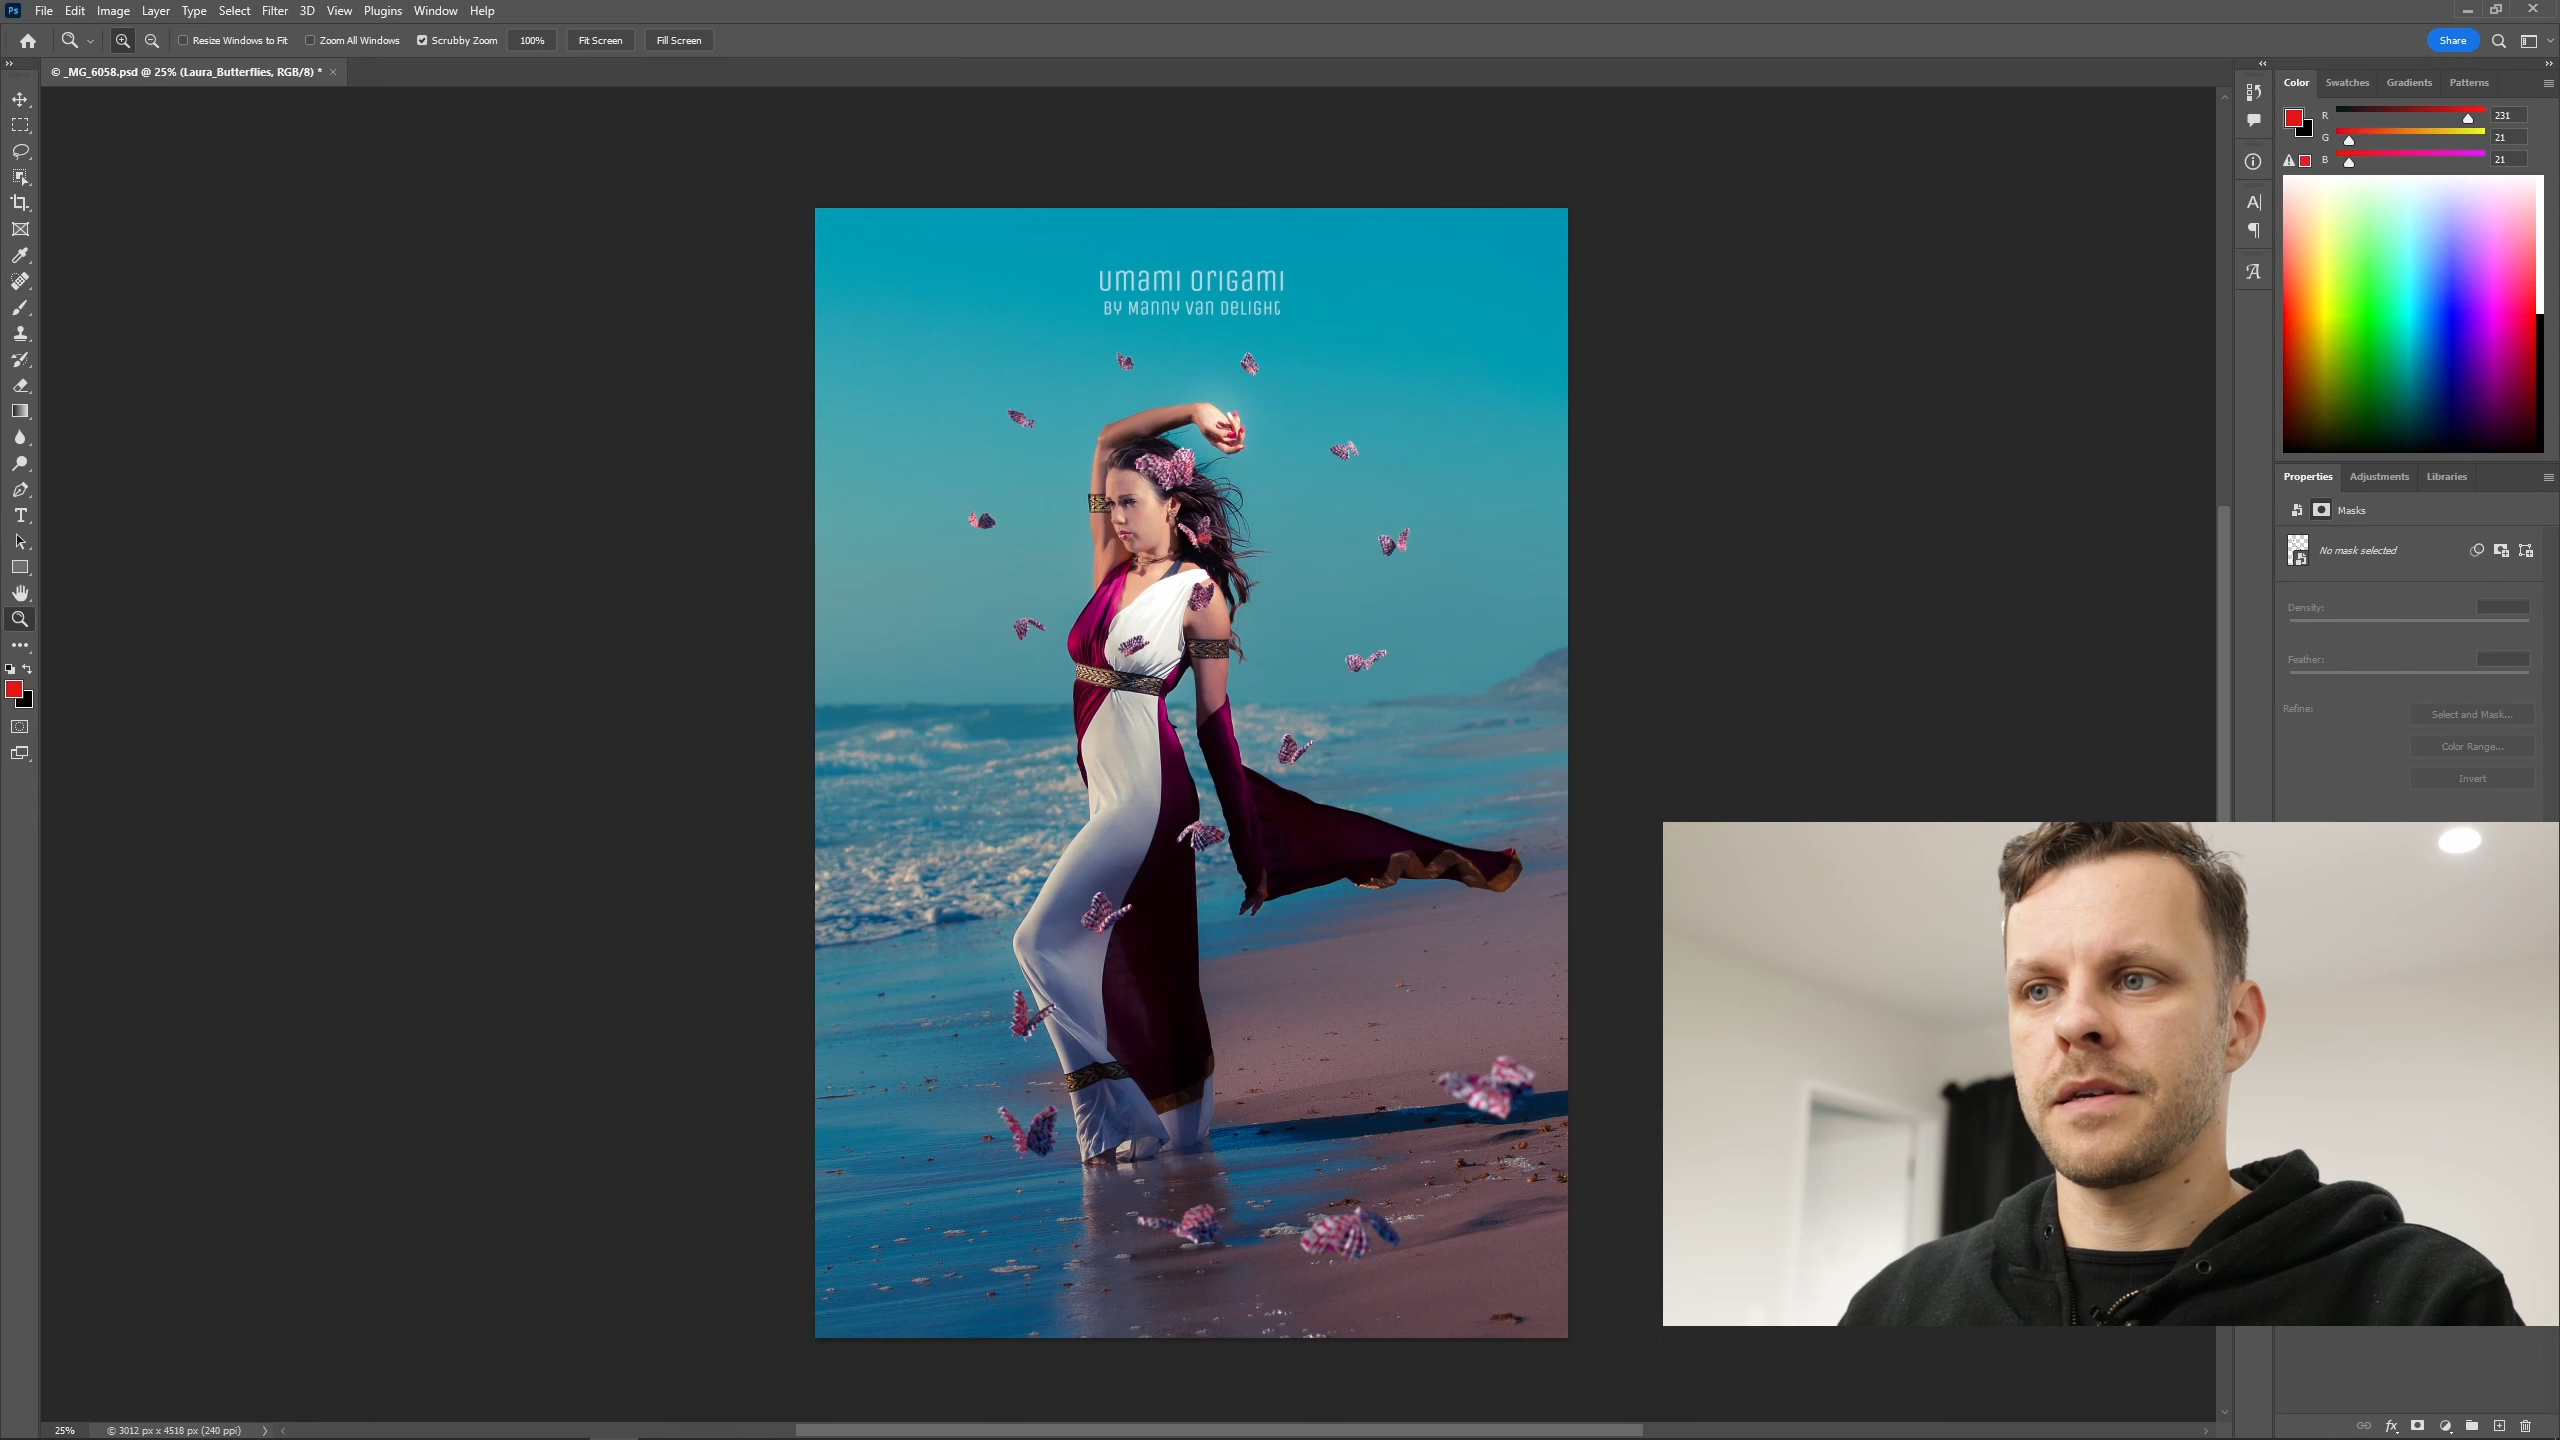 Ps File Edit Image Layer Type Select Filter 3D View Plugins Window Help
Resize Windows to Fit Zoom All Windows Scrubby Zoom 100% Fit Screen Fill Screen Share
© _MG_6058.psd @ 25% (Laura_Butterflies, RGB/8) * ×
Color Swatches Gradients Patterns
R 231
G 21
B 21
umami origami
by Manny van Delight
Properties Adjustments Libraries
Masks
No mask selected
Density:
Feather:
Refine:
Select and Mask...
Color Range...
Invert
25% © 3012 px x 4518 px (240 ppi)
fx